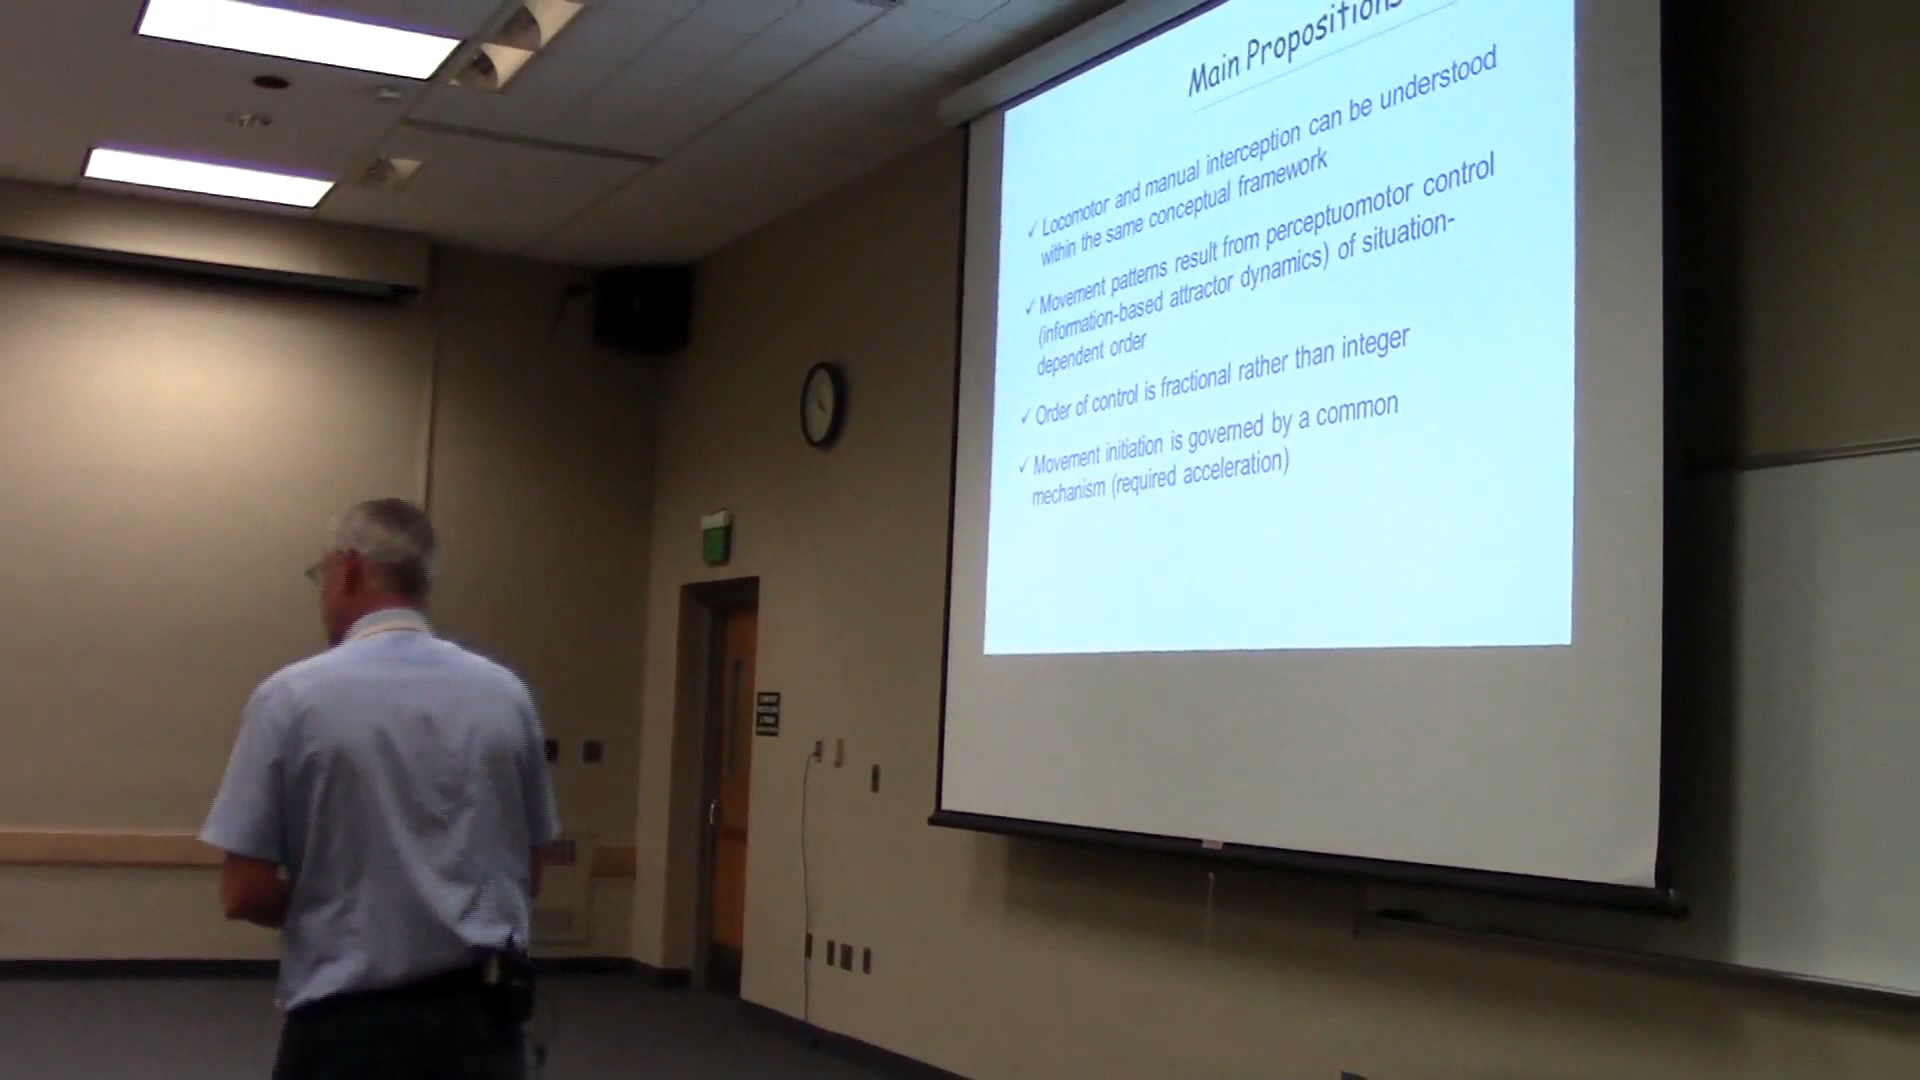 Main Propositions
✓ Locomotor and manual interception can be understood
within the same conceptual framework
✓ Movement patterns result from perceptuomotor control
(information-based attractor dynamics) of situation-
dependent order
✓ Order of control is fractional rather than integer
✓ Movement initiation is governed by a common
mechanism (required acceleration)